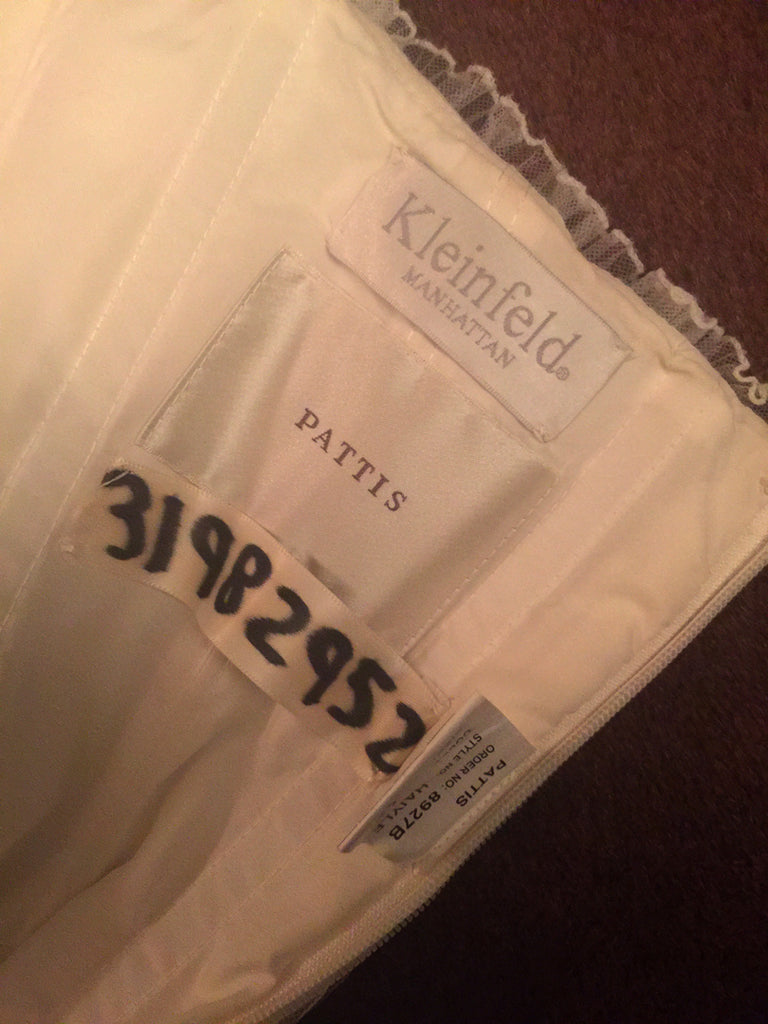 Kleinfeld®
MANHATTAN
PATTIS
31982952
PATTIS
ORDER NO: 8927B
STYLE NO.